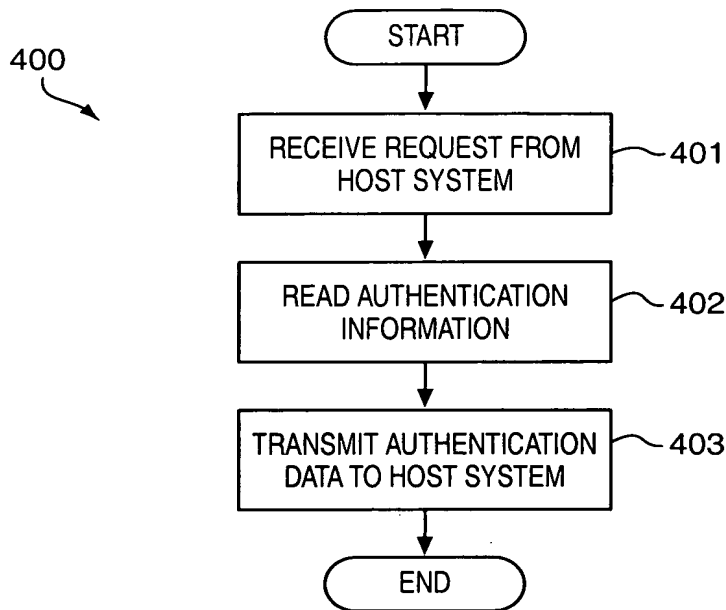 START
400
RECEIVE REQUEST FROM
HOST SYSTEM
401
READ AUTHENTICATION
INFORMATION
402
TRANSMIT AUTHENTICATION
DATA TO HOST SYSTEM
403
END